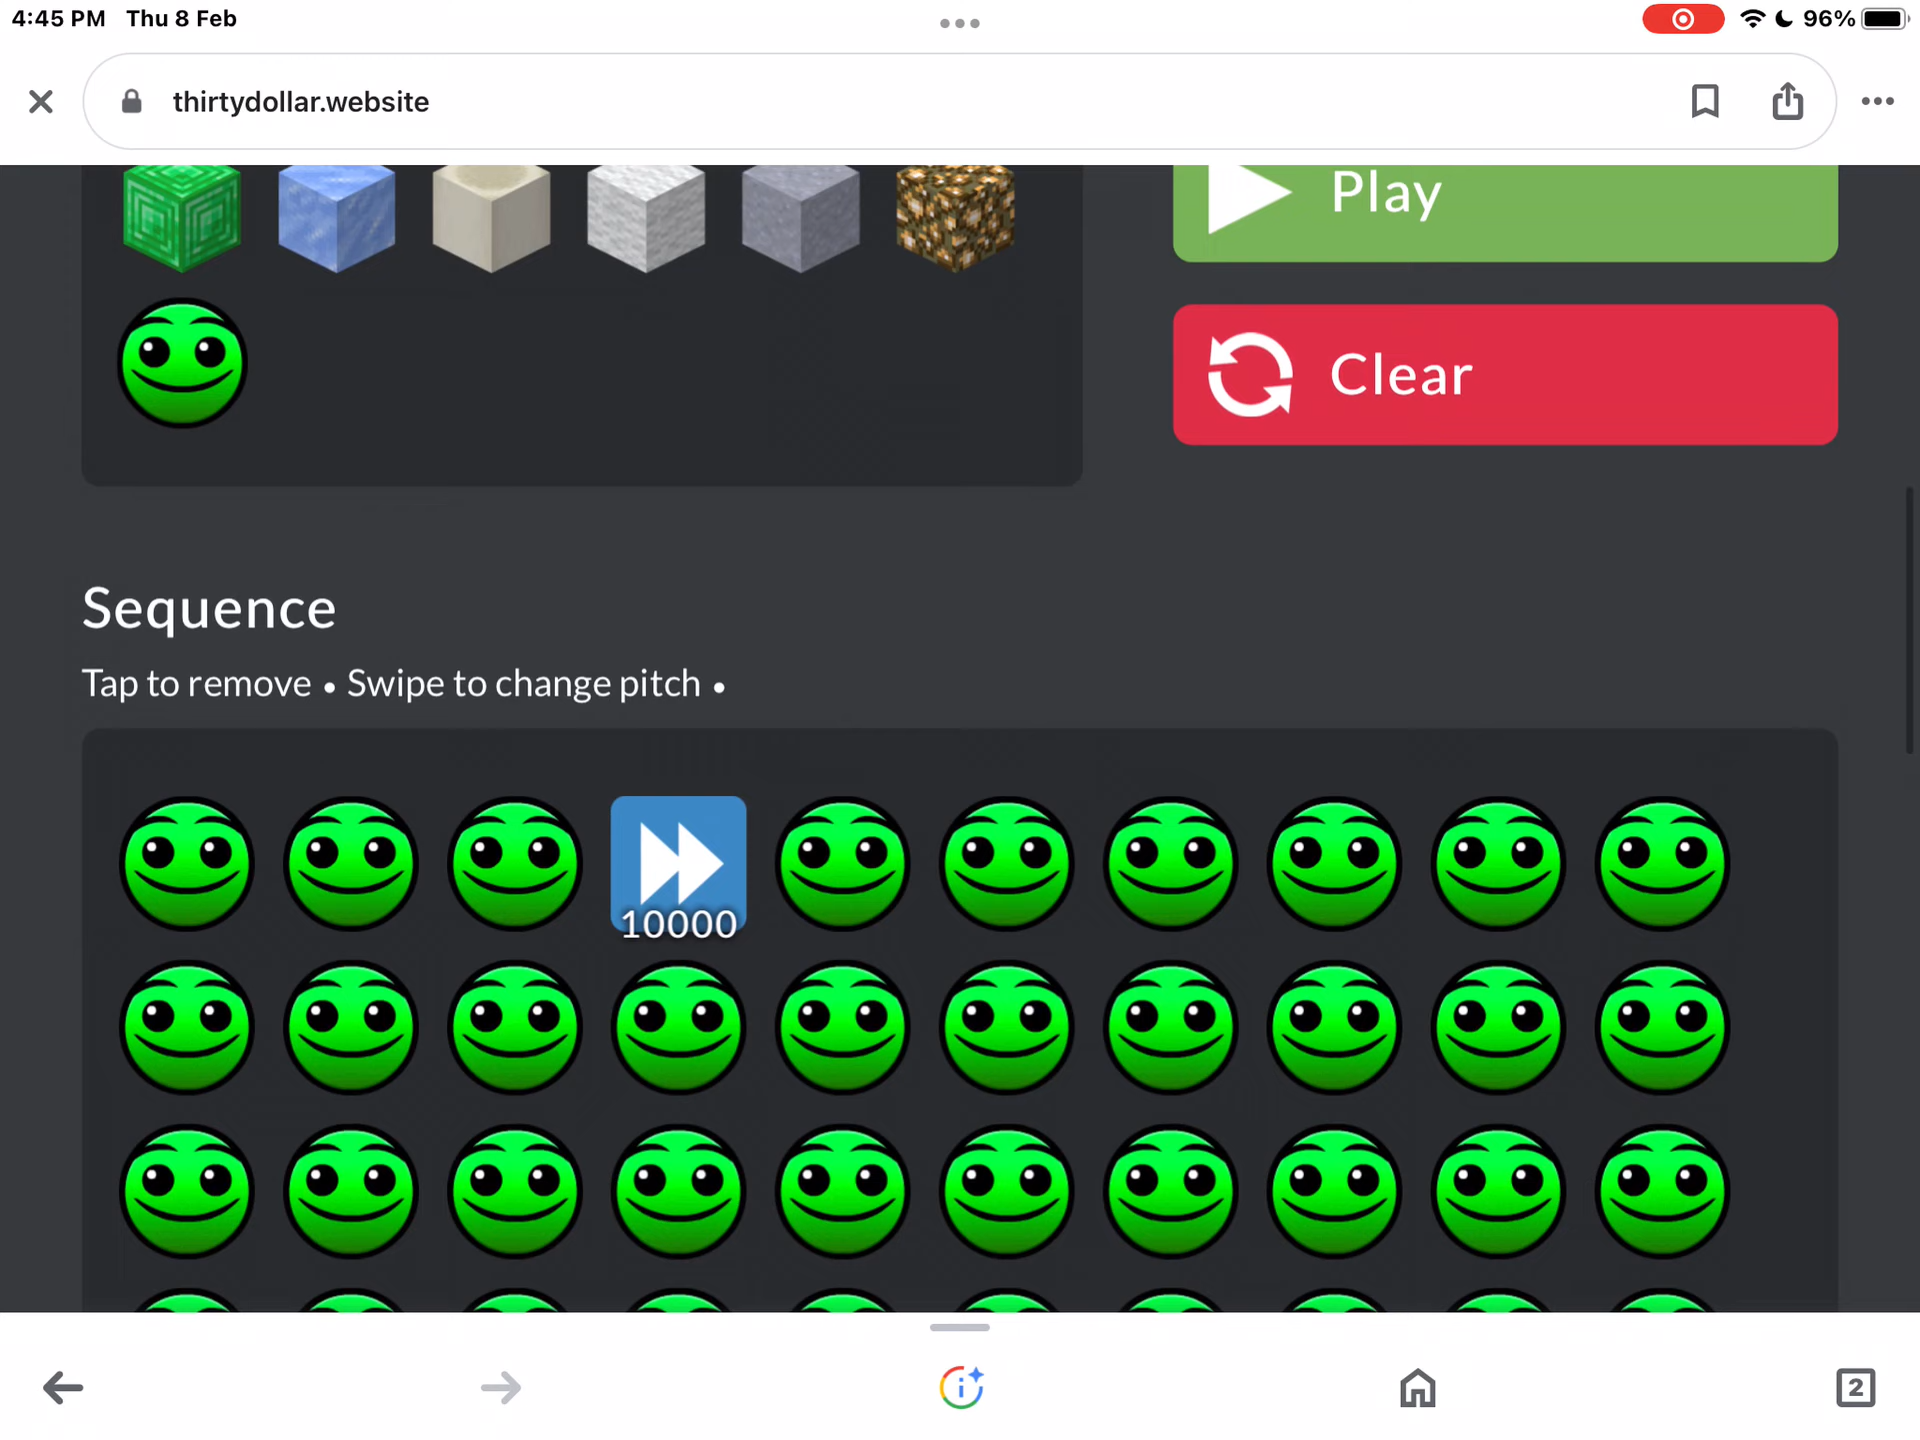 4:45 PM Thu 8 Feb
96%
thirtydollar.website
Play
Clear
Sequence
Tap to remove • Swipe to change pitch •
10000
2